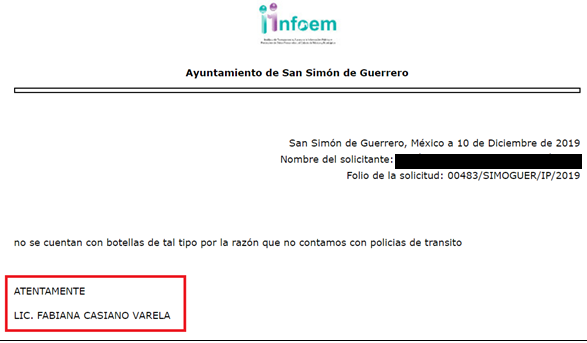 infoem
Ayuntamiento de San Simón de Guerrero
San Simón de Guerrero, México a 10 de Diciembre de 2019
Nombre del solicitante:
Folio de la solicitud: 00483/SIMOGUER/IP/2019
no se cuentan con botellas de tal tipo por la razón que no contamos con policias de transito
ATENTAMENTE
LIC. FABIANA CASIANO VARELA